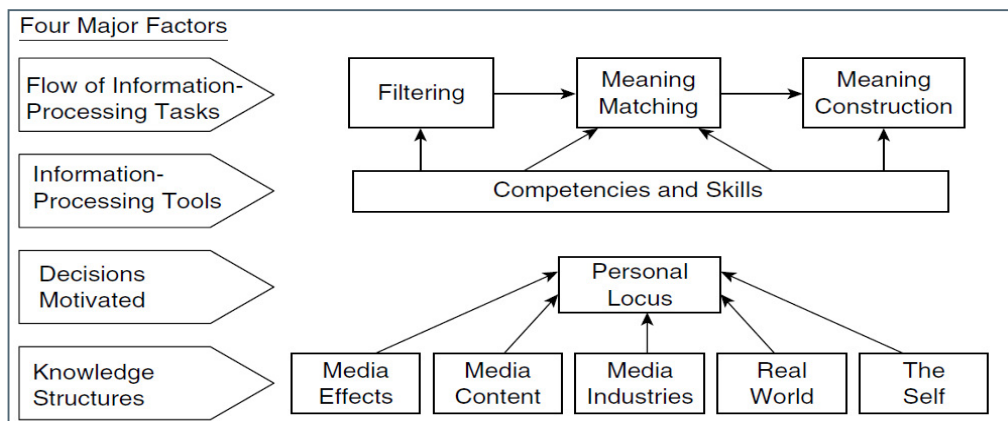 Four Major Factors
Flow of Information-
Processing Tasks
Filtering
Meaning
Matching
Meaning
Construction
Information-
Processing Tools
Competencies and Skills
Decisions
Motivated
Personal
Locus
Knowledge
Structures
Media
Effects
Media
Content
Media
Industries
Real
World
The
Self